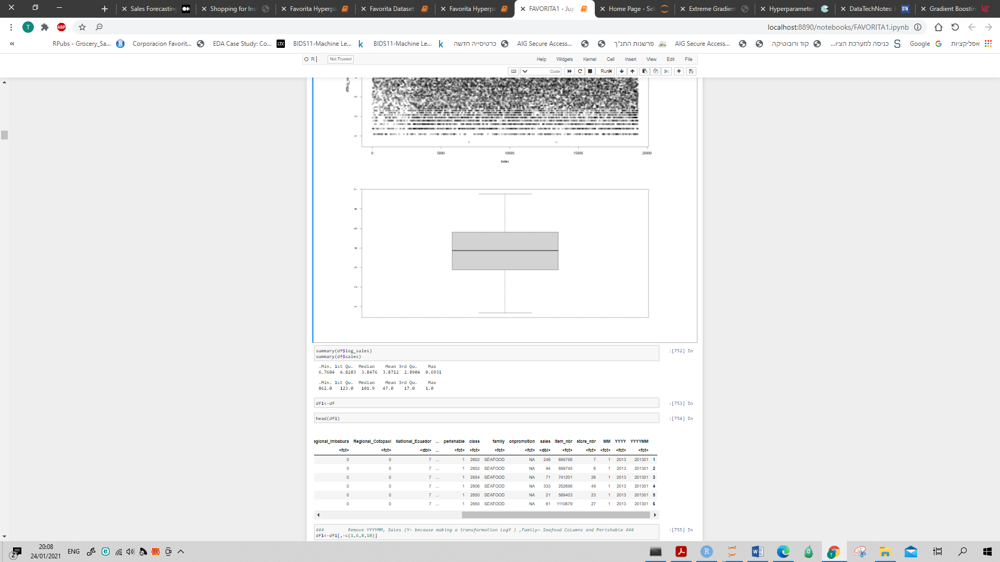 Sales Forecasting
Shopping for Ins
Favorita Hyperpa
Favorita Dataset
Favorita Hyperpa
FAVORITA1 - Jup
Home Page - Sel
Extreme Gradien
Hyperparameter
DataTechNotes: 
Gradient Boostin
T
ABP
localhost:8890/notebooks/FAVORITA1.ipynb
«
RPubs - Grocery_Sa...
Corporacion Favorit...
EDA Case Study: Co...
BIDS11-Machine Le...
BIDS11-Machine Le...
כרטיסייה חדשה
AIG Secure Access...
פרשנות התנ"ך
AIG Secure Access...
קוד ורובוטיקה
כניסה למערכת הציו...
Google
אפליקציות
R
Not Trusted
Help Widgets Kernel Cell Insert View Edit File
Code
Run
3
2
1
0 5000 10000 15000 20000
Index
7
6
5
4
3
2
1
summary(df$log_sales)
summary(df$sales)
:[752] In
.Min. 1st Qu. Median Mean 3rd Qu. Max
6.7604 4.8203 3.8476 3.8712 2.8904 0.6931
.Min. 1st Qu. Median Mean 3rd Qu. Max
862.0 123.0 101.9 47.0 17.0 1.0
df1<-df
:[753] In
head(df1)
:[754] In
egional_Imbabura Regional_Cotopaxi National_Ecuador ... perishable class family onpromotion sales item_nbr store_nbr MM YYYY YYYYMM
<fct> <fct> <dbl> ... <fct> <fct> <fct> <fct> <dbl> <fct> <fct> <fct> <fct> <fct>
0 0 7 ... 1 2802 SEAFOOD NA 246 695758 7 1 2013 201301 1
0 0 7 ... 1 2802 SEAFOOD NA 94 699745 6 1 2013 201301 2
0 0 7 ... 1 2854 SEAFOOD NA 71 741201 26 1 2013 201301 3
0 0 7 ... 1 2806 SEAFOOD NA 333 252698 49 1 2013 201301 4
0 0 7 ... 1 2850 SEAFOOD NA 21 589403 23 1 2013 201301 5
0 0 7 ... 1 2850 SEAFOOD NA 61 1110679 27 1 2013 201301 6
### Remove YYYYMM, Sales (Y- because making a transformation LogY ) ,Family= Seafood Columns and Perishable ###
df1<-df1[,-c(1,6,8,10)]
:[755] In
20:08
24/01/2021
ENG
2